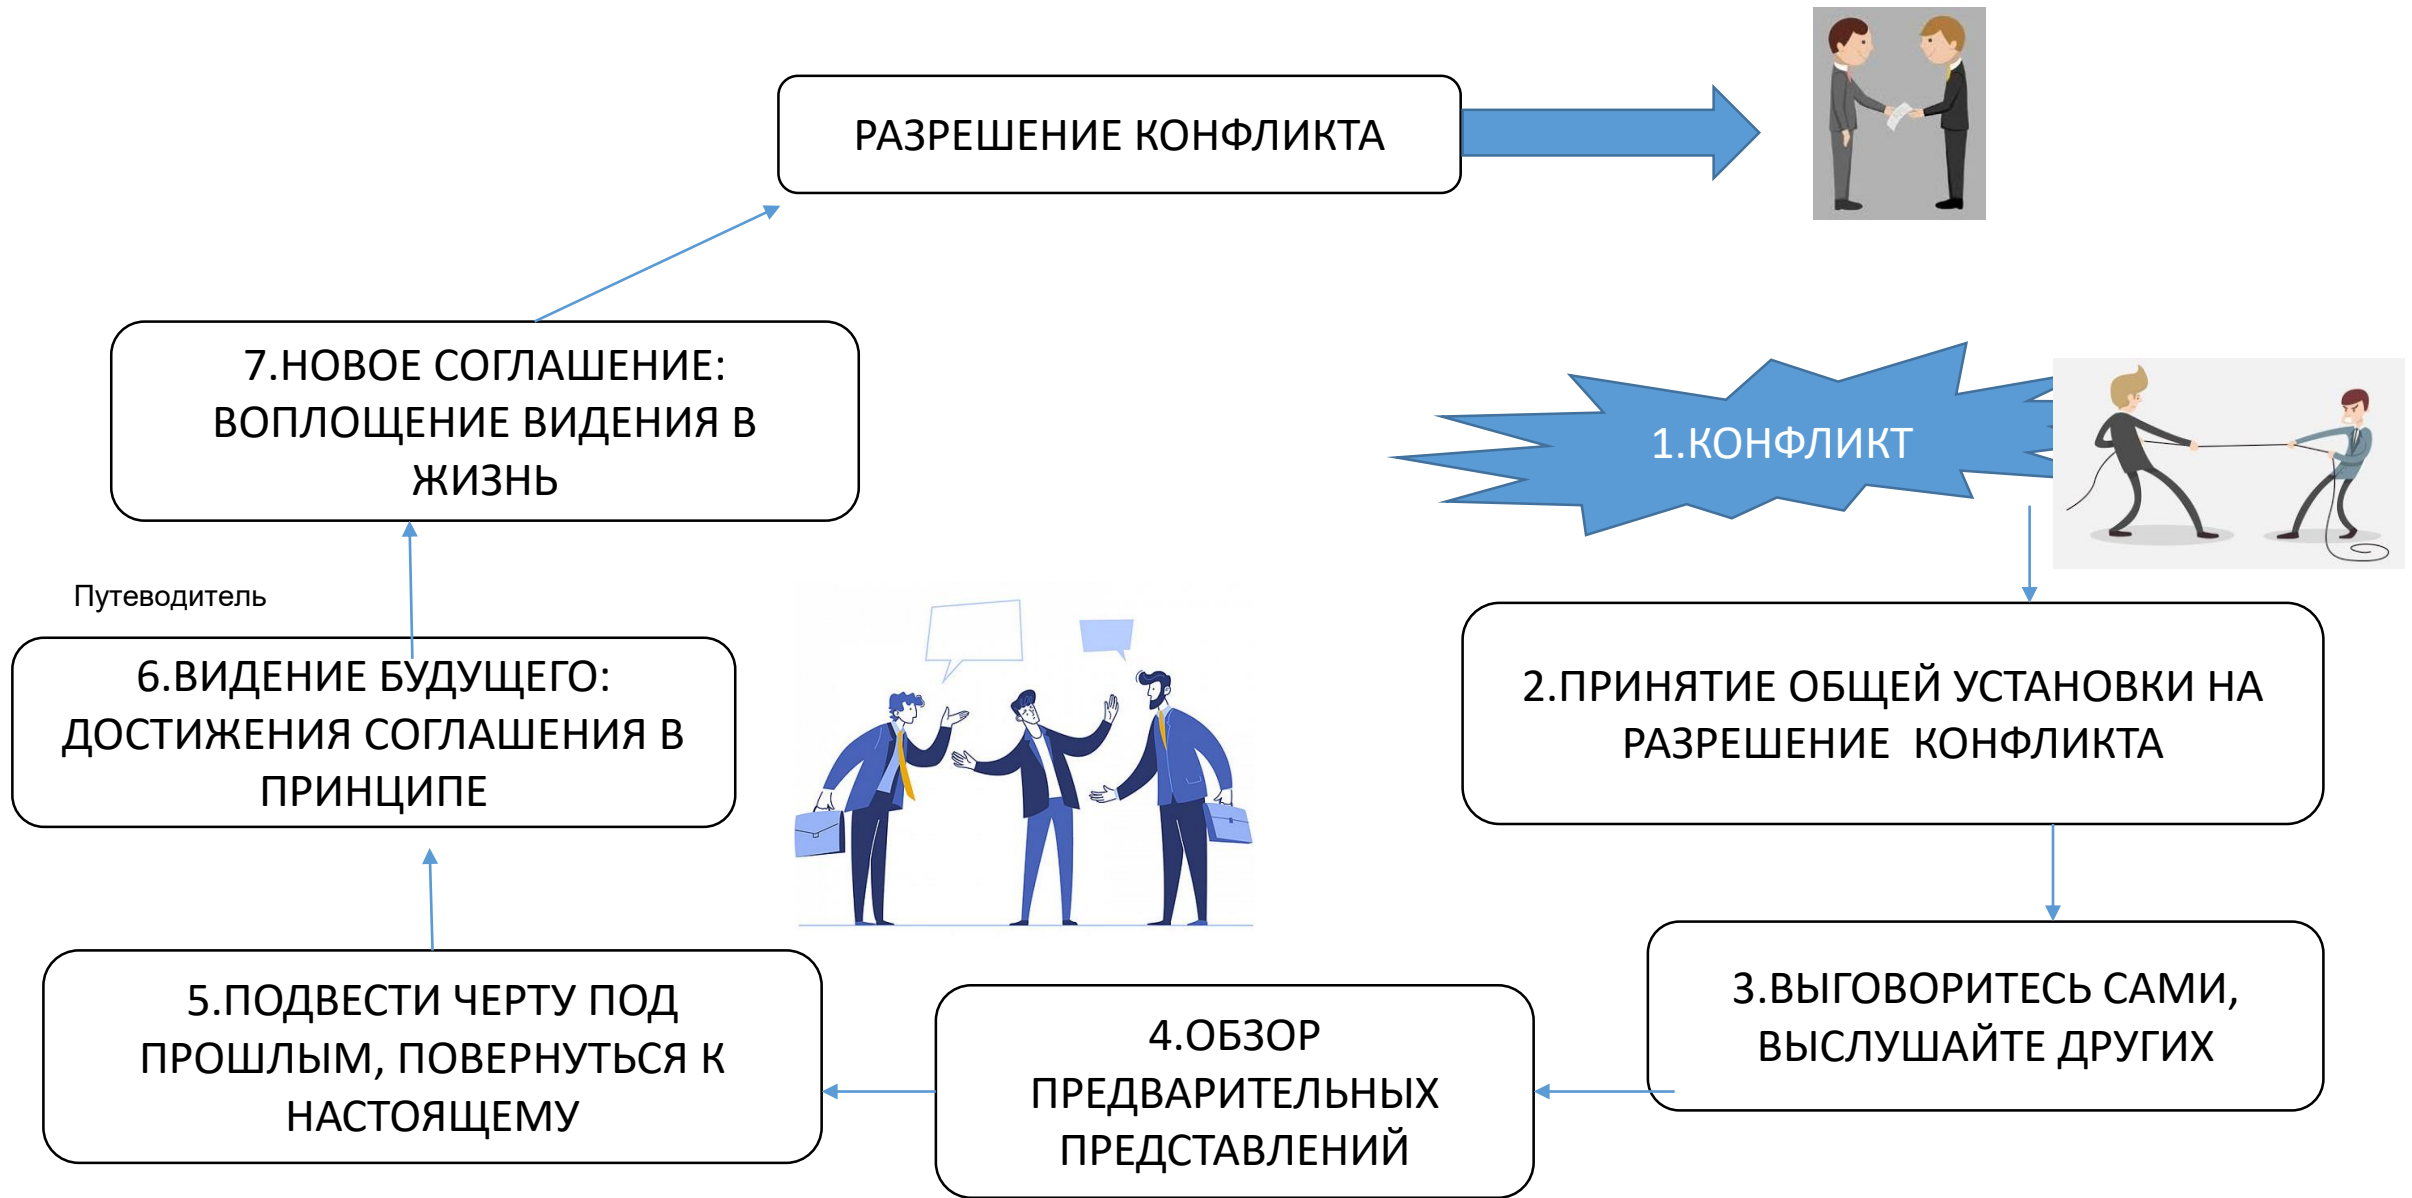 РАЗРЕШЕНИЕ КОНФЛИКТА
1.КОНФЛИКТ
2.ПРИНЯТИЕ ОБЩЕЙ УСТАНОВКИ НА
РАЗРЕШЕНИЕ  КОНФЛИКТА
3.ВЫГОВОРИТЕСЬ САМИ,
ВЫСЛУШАЙТЕ ДРУГИХ
4.ОБЗОР
ПРЕДВАРИТЕЛЬНЫХ
ПРЕДСТАВЛЕНИЙ
5.ПОДВЕСТИ ЧЕРТУ ПОД
ПРОШЛЫМ, ПОВЕРНУТЬСЯ К
НАСТОЯЩЕМУ
Путеводитель
6.ВИДЕНИЕ БУДУЩЕГО:
ДОСТИЖЕНИЯ СОГЛАШЕНИЯ В
ПРИНЦИПЕ
7.НОВОЕ СОГЛАШЕНИЕ:
ВОПЛОЩЕНИЕ ВИДЕНИЯ В
ЖИЗНЬ